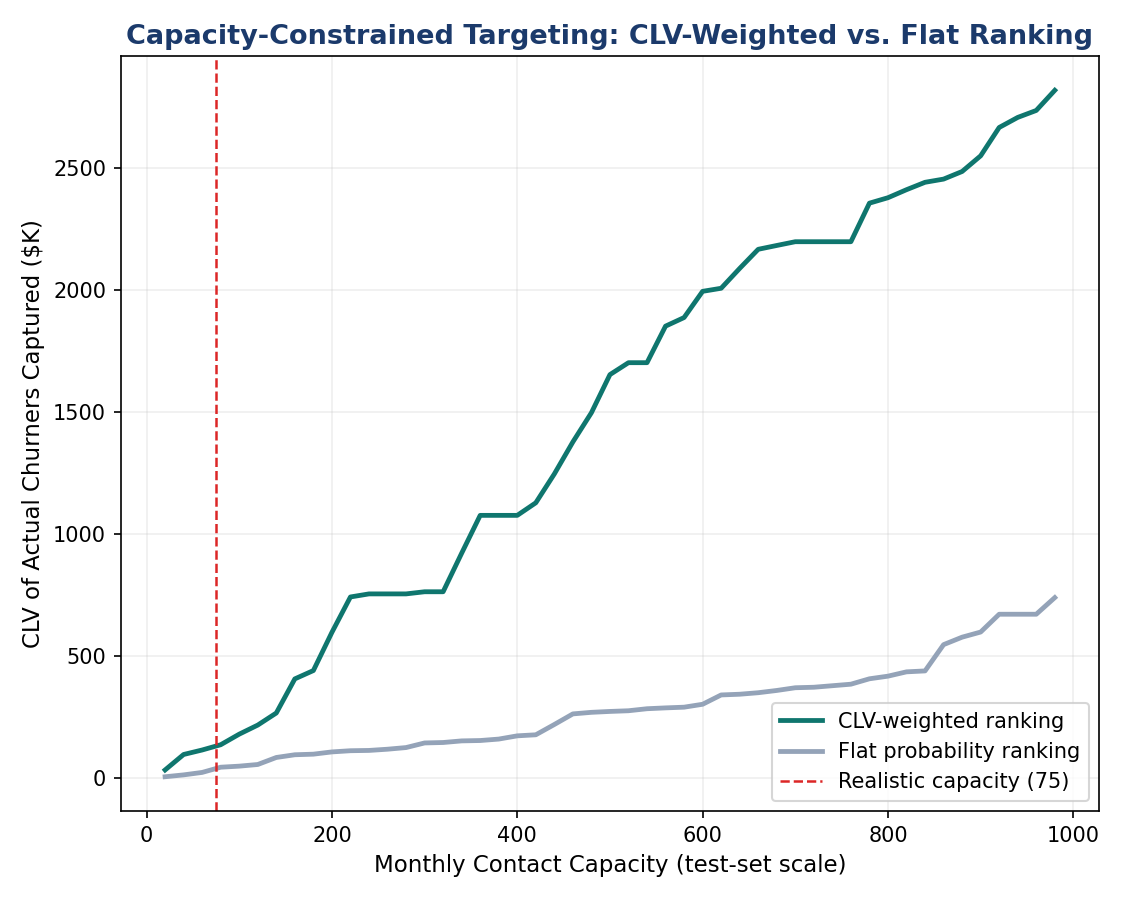 Capacity-Constrained Targeting: CLV-Weighted vs. Flat Ranking
CLV of Actual Churners Captured ($K)
2500
2000
1500
1000
500
0
0 200 400 600 800 1000
Monthly Contact Capacity (test-set scale)
CLV-weighted ranking
Flat probability ranking
Realistic capacity (75)